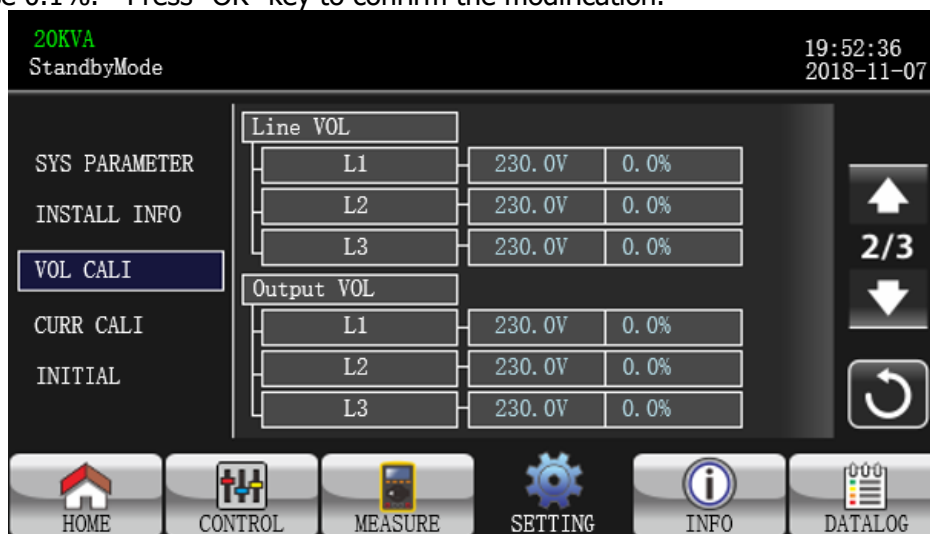 0.1%. Press "OK" key to confirm the modification.
20KVA
StandbyMode
19:52:36
2018-11-07
SYS PARAMETER
INSTALL INFO
VOL CALI
CURR CALI
INITIAL
Line VOL
L1 230.0V 0.0%
L2 230.0V 0.0%
L3 230.0V 0.0%
Output VOL
L1 230.0V 0.0%
L2 230.0V 0.0%
L3 230.0V 0.0%
2/3
HOME CONTROL MEASURE SETTING INFO DATALOG